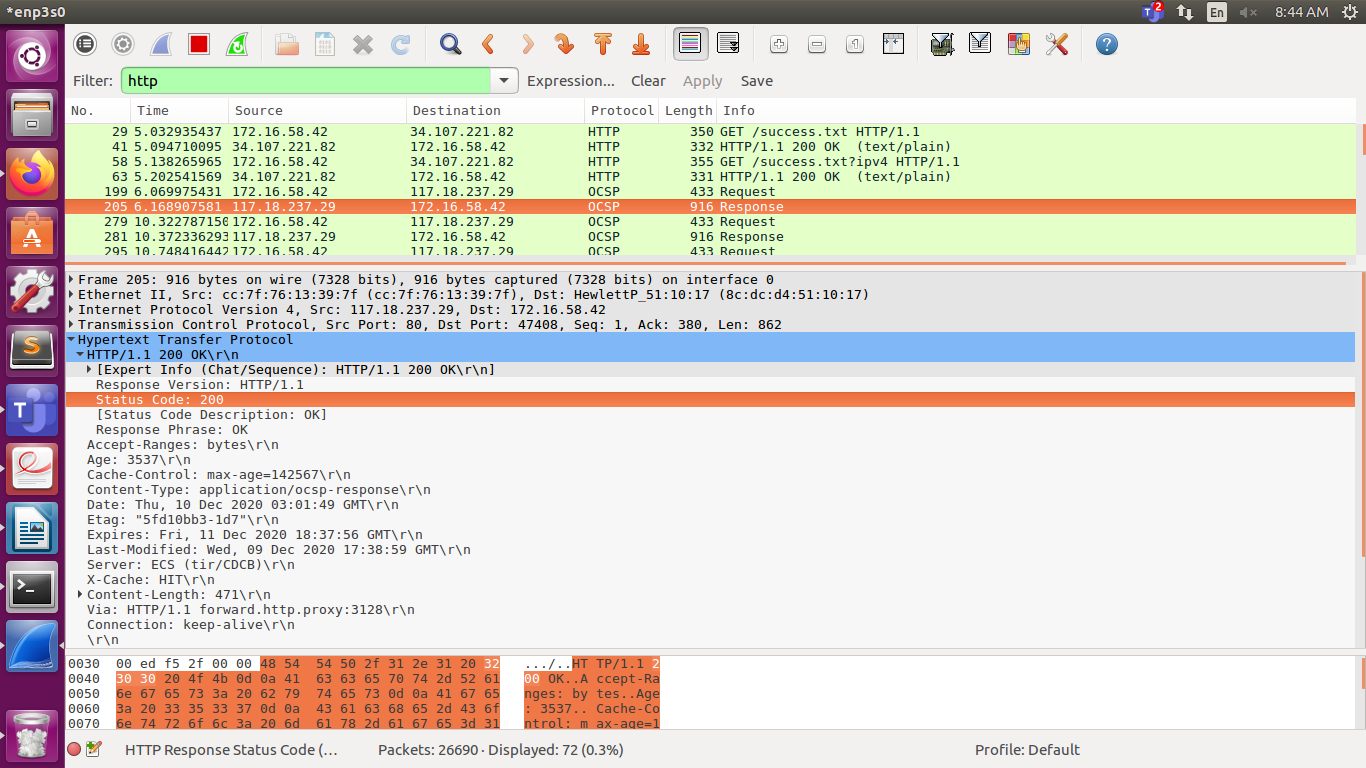 *enp3s0
2
En
8:44 AM
Filter:
http
Expression...
Clear
Apply
Save
No. Time Source Destination Protocol Length Info
29 5.032935437 172.16.58.42 34.107.221.82 HTTP 350 GET /success.txt HTTP/1.1
41 5.094710095 34.107.221.82 172.16.58.42 HTTP 332 HTTP/1.1 200 OK (text/plain)
58 5.138265965 172.16.58.42 34.107.221.82 HTTP 355 GET /success.txt?ipv4 HTTP/1.1
63 5.202541569 34.107.221.82 172.16.58.42 HTTP 331 HTTP/1.1 200 OK (text/plain)
199 6.069975431 172.16.58.42 117.18.237.29 OCSP 433 Request
205 6.168907581 117.18.237.29 172.16.58.42 OCSP 916 Response
279 10.322787150 172.16.58.42 117.18.237.29 OCSP 433 Request
281 10.372336293 117.18.237.29 172.16.58.42 OCSP 916 Response
295 10.748416442 172.16.58.42 117.18.237.29 OCSP 433 Request
Frame 205: 916 bytes on wire (7328 bits), 916 bytes captured (7328 bits) on interface 0
Ethernet II, Src: cc:7f:76:13:39:7f (cc:7f:76:13:39:7f), Dst: HewlettP_51:10:17 (8c:dc:d4:51:10:17)
Internet Protocol Version 4, Src: 117.18.237.29, Dst: 172.16.58.42
Transmission Control Protocol, Src Port: 80, Dst Port: 47408, Seq: 1, Ack: 380, Len: 862
Hypertext Transfer Protocol
HTTP/1.1 200 OK\r\n
[Expert Info (Chat/Sequence): HTTP/1.1 200 OK\r\n]
Response Version: HTTP/1.1
Status Code: 200
[Status Code Description: OK]
Response Phrase: OK
Accept-Ranges: bytes\r\n
Age: 3537\r\n
Cache-Control: max-age=142567\r\n
Content-Type: application/ocsp-response\r\n
Date: Thu, 10 Dec 2020 03:01:49 GMT\r\n
Etag: "5fd10bb3-1d7"\r\n
Expires: Fri, 11 Dec 2020 18:37:56 GMT\r\n
Last-Modified: Wed, 09 Dec 2020 17:38:59 GMT\r\n
Server: ECS (tir/CDCB)\r\n
X-Cache: HIT\r\n
Content-Length: 471\r\n
Via: HTTP/1.1 forward.http.proxy:3128\r\n
Connection: keep-alive\r\n
\r\n
0030 00 ed f5 2f 00 00 48 54 54 50 2f 31 2e 31 20 32 .../..HT TP/1.1 2
0040 30 30 20 4f 4b 0d 0a 41 63 63 65 70 74 2d 52 61 00 OK..A ccept-Ra
0050 6e 67 65 73 3a 20 62 79 74 65 73 0d 0a 41 67 65 nges: by tes..Age
0060 3a 20 33 35 33 37 0d 0a 43 61 63 68 65 2d 43 6f : 3537.. Cache-Co
0070 6e 74 72 6f 6c 3a 20 6d 61 78 2d 61 67 65 3d 31 ntrol: m ax-age=1
HTTP Response Status Code (...
Packets: 26690 · Displayed: 72 (0.3%)
Profile: Default